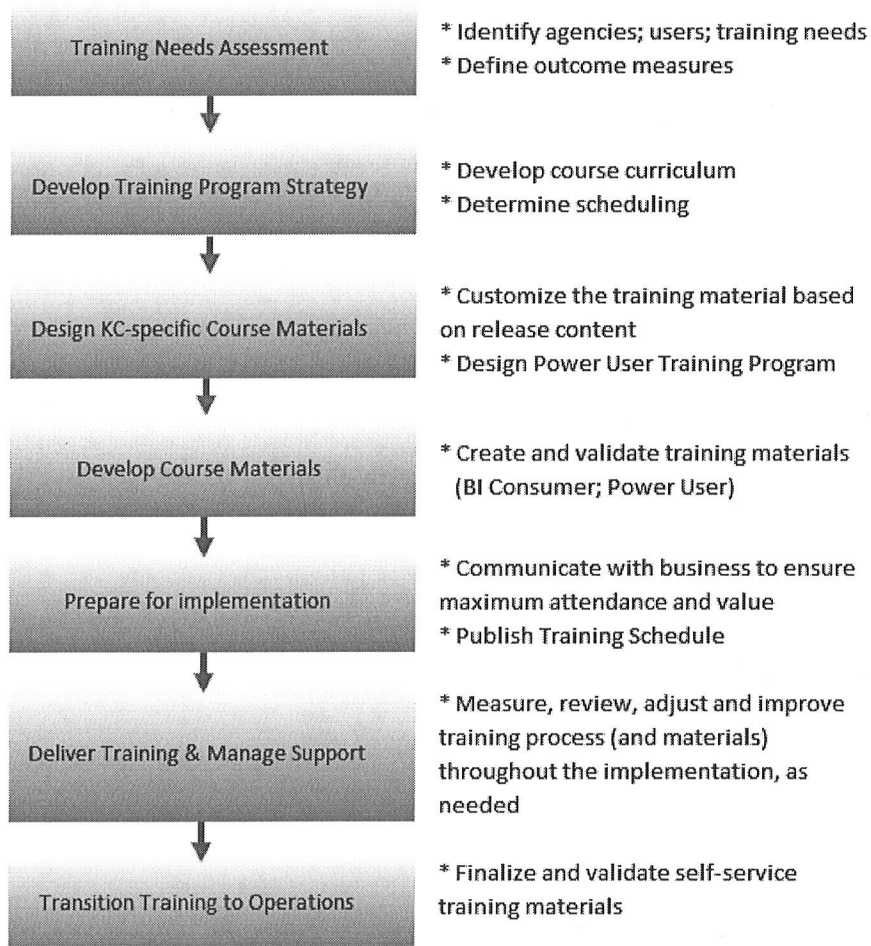 Training Needs Assessment
* Identify agencies; users; training needs
* Define outcome measures
Develop Training Program Strategy
* Develop course curriculum
* Determine scheduling
Design KC-specific Course Materials
* Customize the training material based
on release content
* Design Power User Training Program
Develop Course Materials
* Create and validate training materials
(BI Consumer; Power User)
Prepare for implementation
* Communicate with business to ensure
maximum attendance and value
* Publish Training Schedule
Deliver Training & Manage Support
* Measure, review, adjust and improve
training process (and materials)
throughout the implementation, as
needed
Transition Training to Operations
* Finalize and validate self-service
training materials